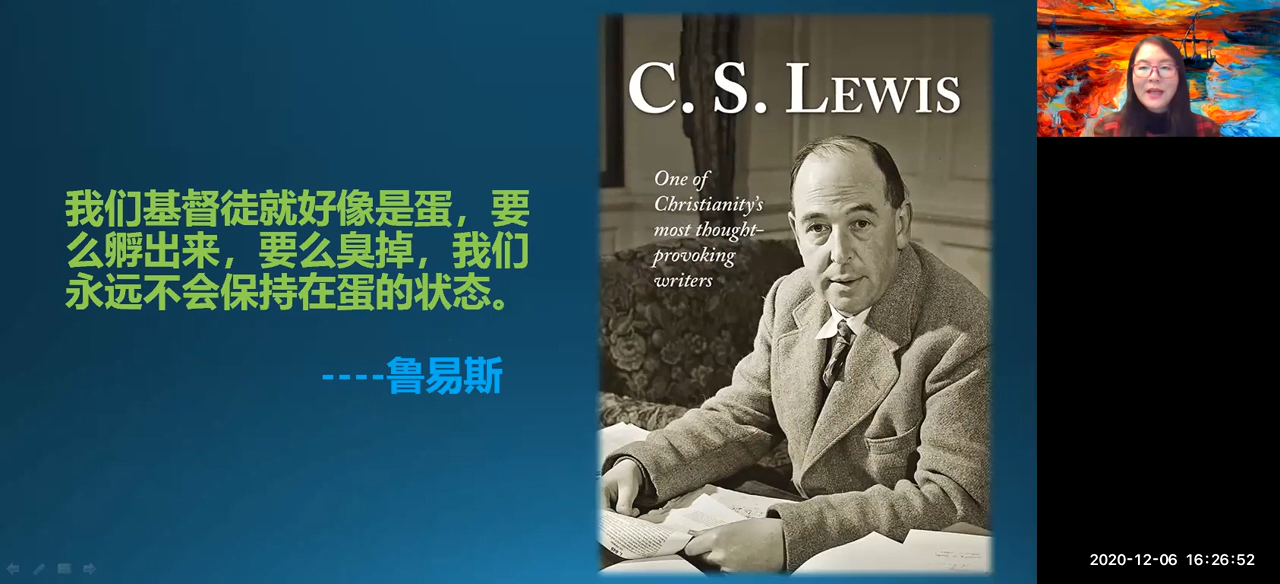 我们基督徒就好像是蛋，要
么孵出来，要么臭掉，我们
永远不会保持在蛋的状态。
----鲁易斯
C. S. LEWIS
One of
Christianity's
most thought-
provoking
writers
2020-12-06 16:26:52